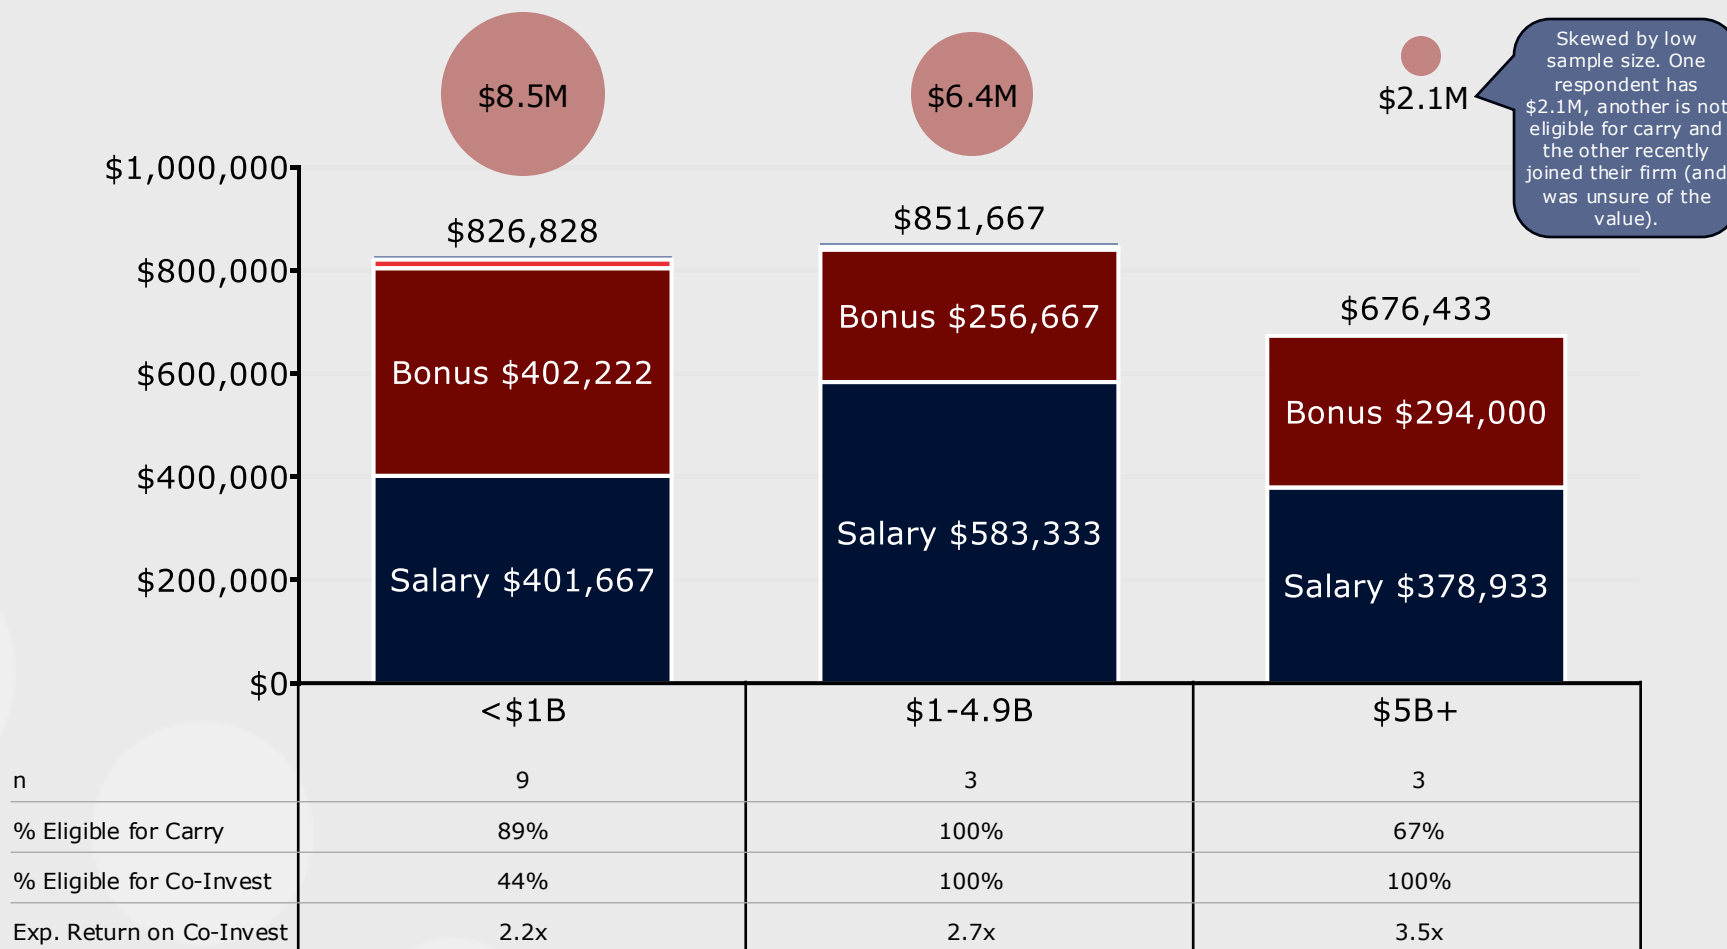 $8.5M
$6.4M
$2.1M
Skewed by low
sample size. One
respondent has
$2.1M, another is not
eligible for carry and
the other recently
joined their firm (and
was unsure of the
value).
$1,000,000
$800,000
$600,000
$400,000
$200,000
$0
$826,828
$851,667
$676,433
Bonus $402,222
Bonus $256,667
Bonus $294,000
Salary $401,667
Salary $583,333
Salary $378,933
<$1B $1-4.9B $5B+
n 9 3 3
% Eligible for Carry 89% 100% 67%
% Eligible for Co-Invest 44% 100% 100%
Exp. Return on Co-Invest 2.2x 2.7x 3.5x